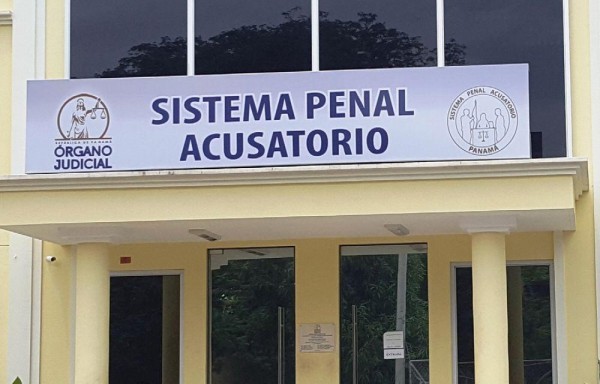 SISTEMA PENAL
ACUSATORIO
REPÚBLICA DE PANAMÁ
ÓRGANO
JUDICIAL
SISTEMA PENAL ACUSATORIO
PANAMÁ